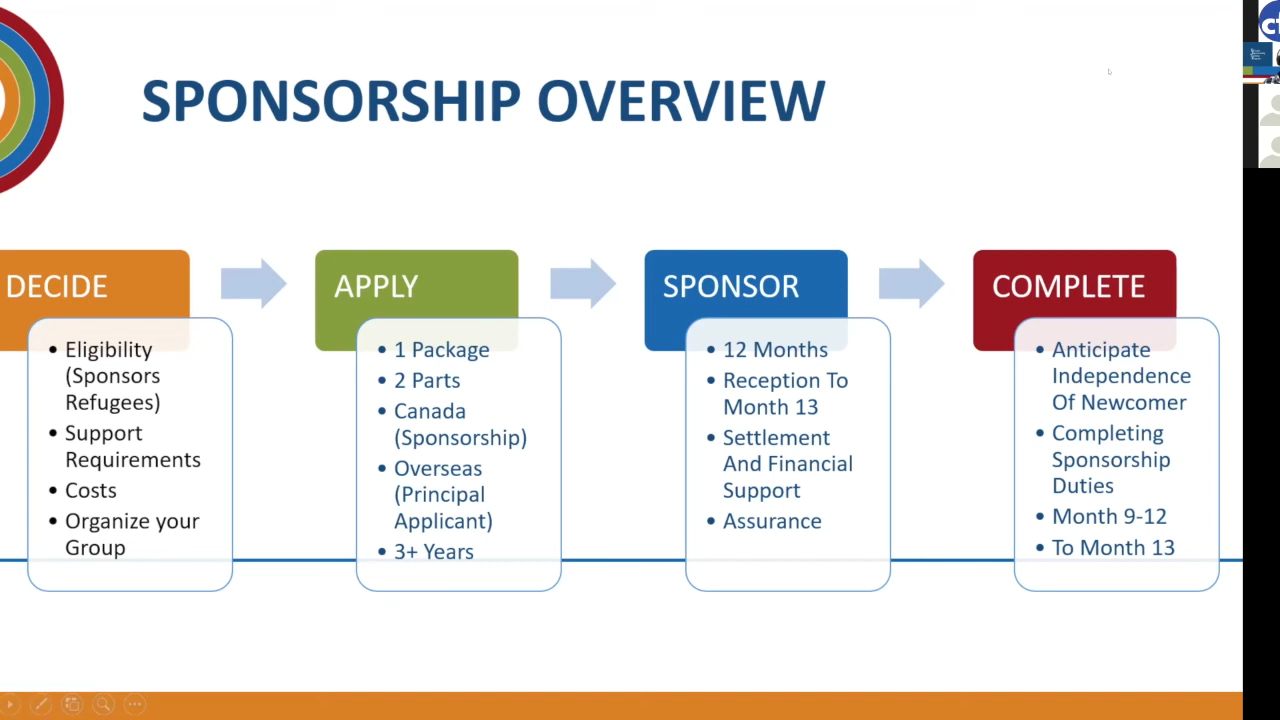 SPONSORSHIP OVERVIEW
DECIDE
• Eligibility
(Sponsors
Refugees)
• Support
Requirements
• Costs
• Organize your
Group
APPLY
• 1 Package
• 2 Parts
• Canada
(Sponsorship)
• Overseas
(Principal
Applicant)
• 3+ Years
SPONSOR
• 12 Months
• Reception To
Month 13
• Settlement
And Financial
Support
• Assurance
COMPLETE
• Anticipate
Independence
Of Newcomer
• Completing
Sponsorship
Duties
• Month 9-12
• To Month 13